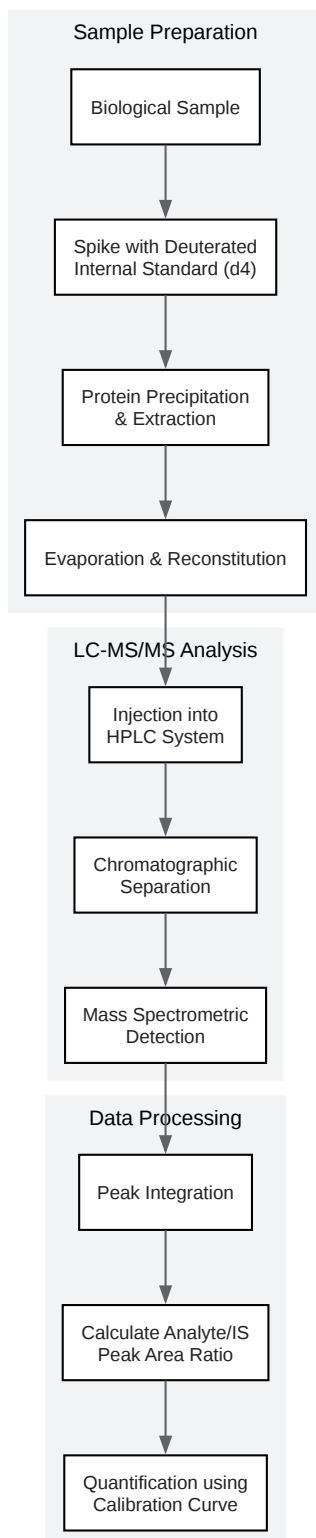 Sample Preparation
Biological Sample
Spike with Deuterated
Internal Standard (d4)
Protein Precipitation
& Extraction
Evaporation & Reconstitution
LC-MS/MS Analysis
Injection into
HPLC System
Chromatographic
Separation
Mass Spectrometric
Detection
Data Processing
Peak Integration
Calculate Analyte/IS
Peak Area Ratio
Quantification using
Calibration Curve